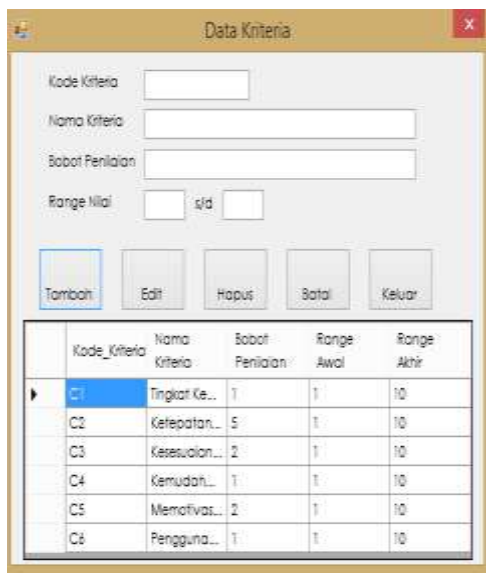 Data Kriteria
x
Kode Kriteria
Nama Kriteria
Bobot Penilaian
Range Nilai s/d
Tambah Edit Hapus Batal Keluar
Kode_Kriteria Nama Kriteria Bobot Penilaian Range Awal Range Akhir
C1 Tingkat Ke... 1 1 10
C2 Ketepatan... 5 1 10
C3 Kesesuaian... 2 1 10
C4 Kemudah... 1 1 10
C5 Memotivas... 2 1 10
C6 Pengguna... 1 1 10